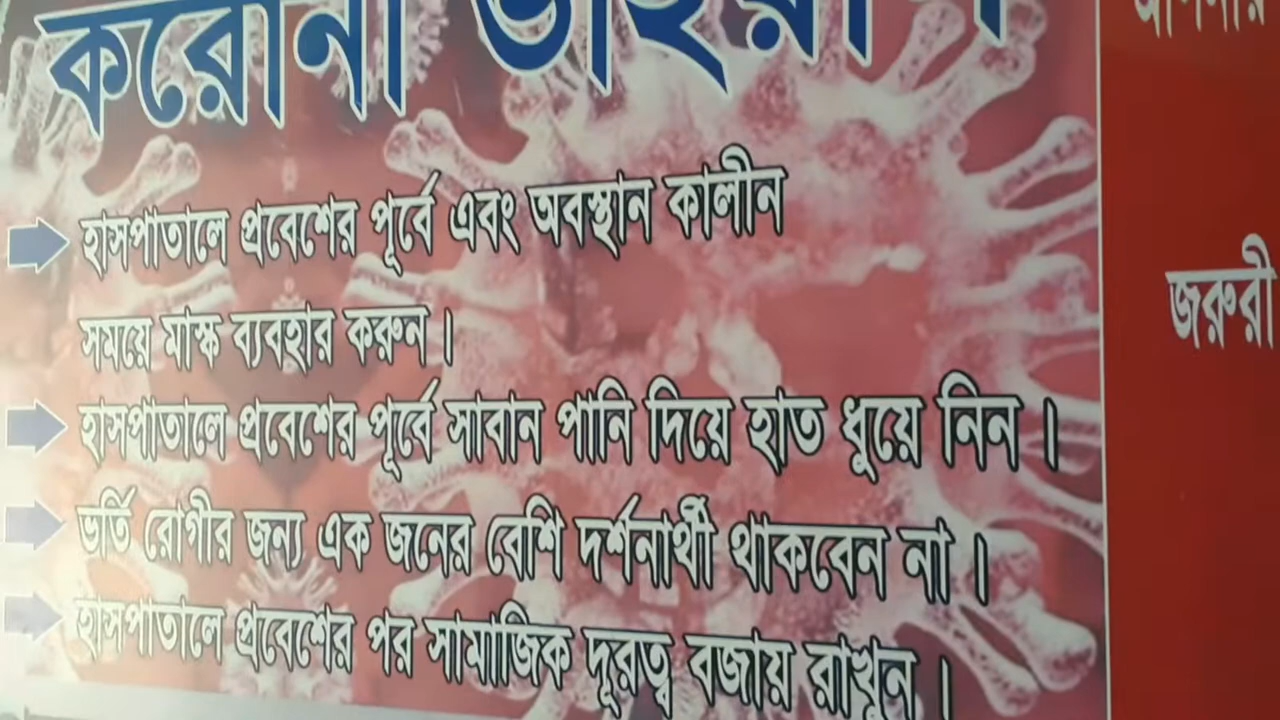 করোনা ভাইরাস
হাসপাতালে প্রবেশের পূর্বে এবং অবস্থান কালীন
সময়ে মাস্ক ব্যবহার করুন।
হাসপাতালে প্রবেশের পূর্বে সাবান পানি দিয়ে হাত ধুয়ে নিন।
ভর্তি রোগীর জন্য এক জনের বেশি দর্শনার্থী থাকবেন না।
হাসপাতালে প্রবেশের পর সামাজিক দূরত্ব বজায় রাখুন।
জরুরী